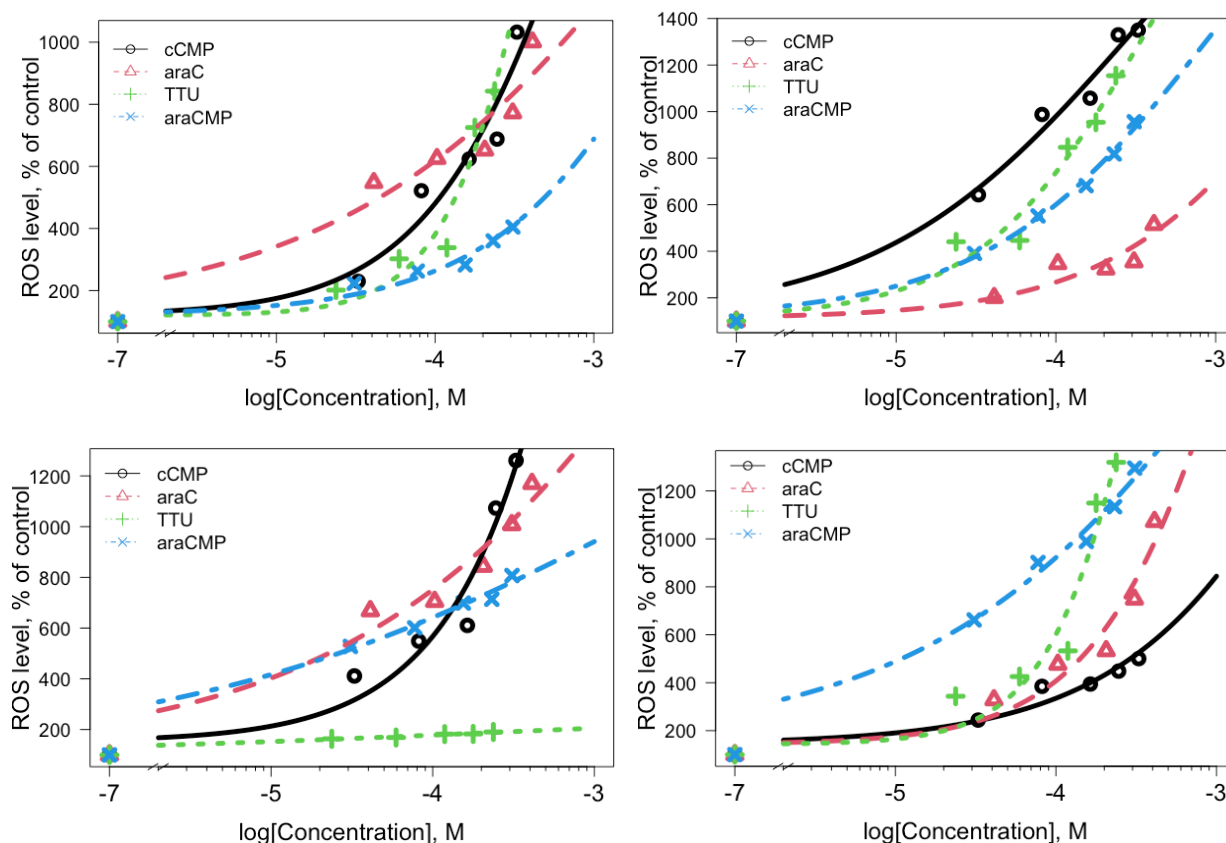 ROS level, % of control
1000
800
600
400
200
cCMP
araC
TTU
araCMP
-7
-5
-4
-3
log[Concentration], M
ROS level, % of control
1400
1200
1000
800
600
400
200
cCMP
araC
TTU
araCMP
-7
-5
-4
-3
log[Concentration], M
ROS level, % of control
1200
1000
800
600
400
200
cCMP
araC
TTU
araCMP
-7
-5
-4
-3
log[Concentration], M
ROS level, % of control
1200
1000
800
600
400
200
cCMP
araC
TTU
araCMP
-7
-5
-4
-3
log[Concentration], M